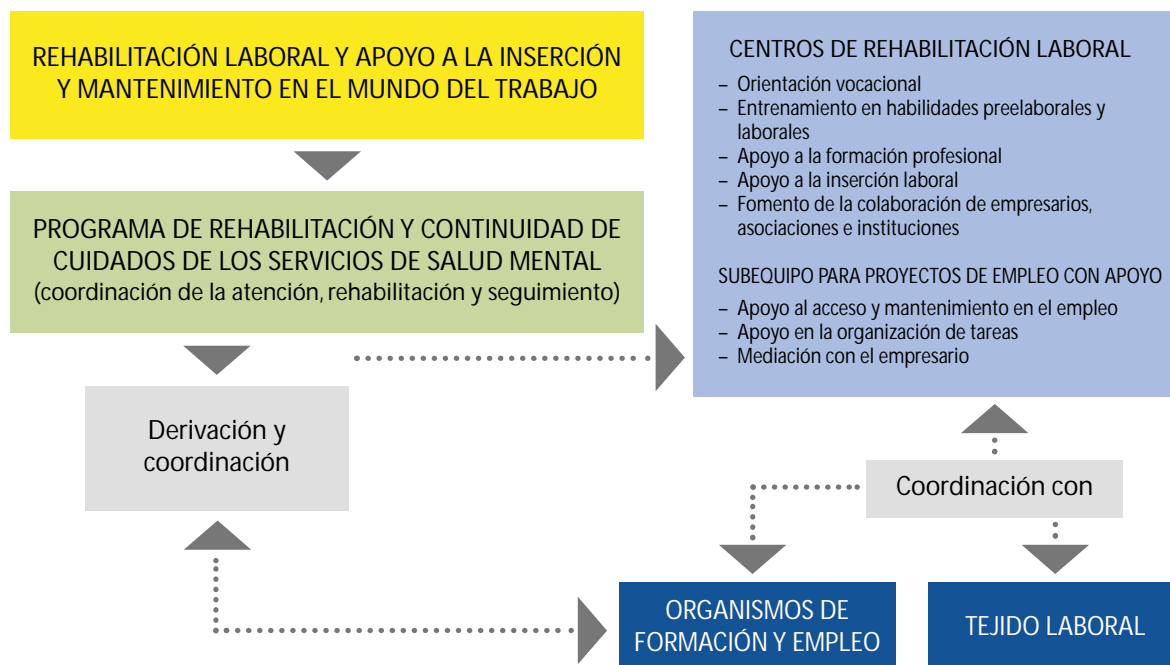 REHABILITACIÓN LABORAL Y APOYO A LA INSERCIÓN
Y MANTENIMIENTO EN EL MUNDO DEL TRABAJO
PROGRAMA DE REHABILITACIÓN Y CONTINUIDAD DE
CUIDADOS DE LOS SERVICIOS DE SALUD MENTAL
(coordinación de la atención, rehabilitación y seguimiento)
Derivación y
coordinación
CENTROS DE REHABILITACIÓN LABORAL
– Orientación vocacional
– Entrenamiento en habilidades preelaborales y
laborales
– Apoyo a la formación profesional
– Apoyo a la inserción laboral
– Fomento de la colaboración de empresarios,
asociaciones e instituciones
SUBEQUIPO PARA PROYECTOS DE EMPLEO CON APOYO
– Apoyo al acceso y mantenimiento en el empleo
– Apoyo en la organización de tareas
– Mediación con el empresario
Coordinación con
ORGANISMOS DE
FORMACIÓN Y EMPLEO
TEJIDO LABORAL